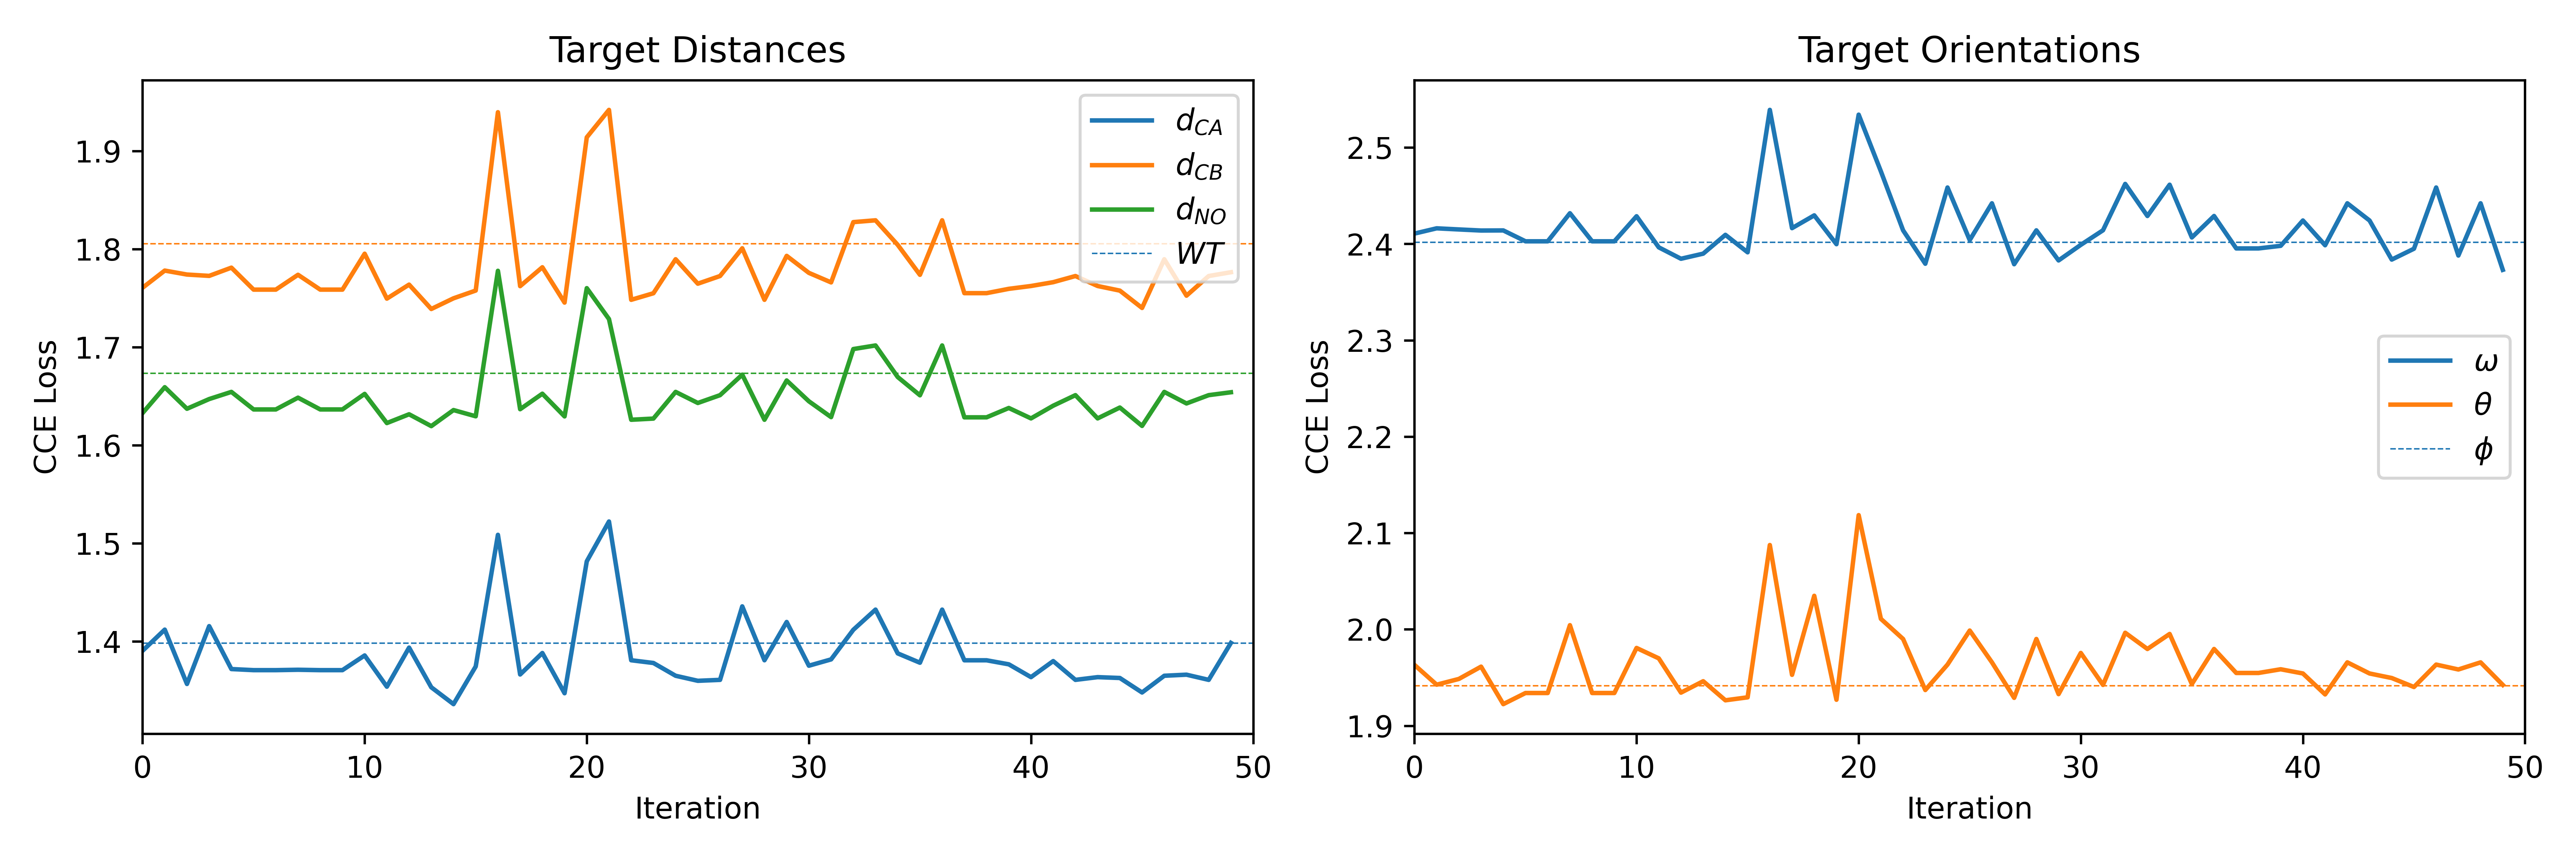 Target Distances
CCE Loss
1.9
1.8
1.7
1.6
1.5
1.4
0 10 20 30 40 50
Iteration
d_CA
d_CB
d_NO
WT
Target Orientations
CCE Loss
2.5
2.4
2.3
2.2
2.1
2.0
1.9
0 10 20 30 40 50
Iteration
ω
θ
ϕ